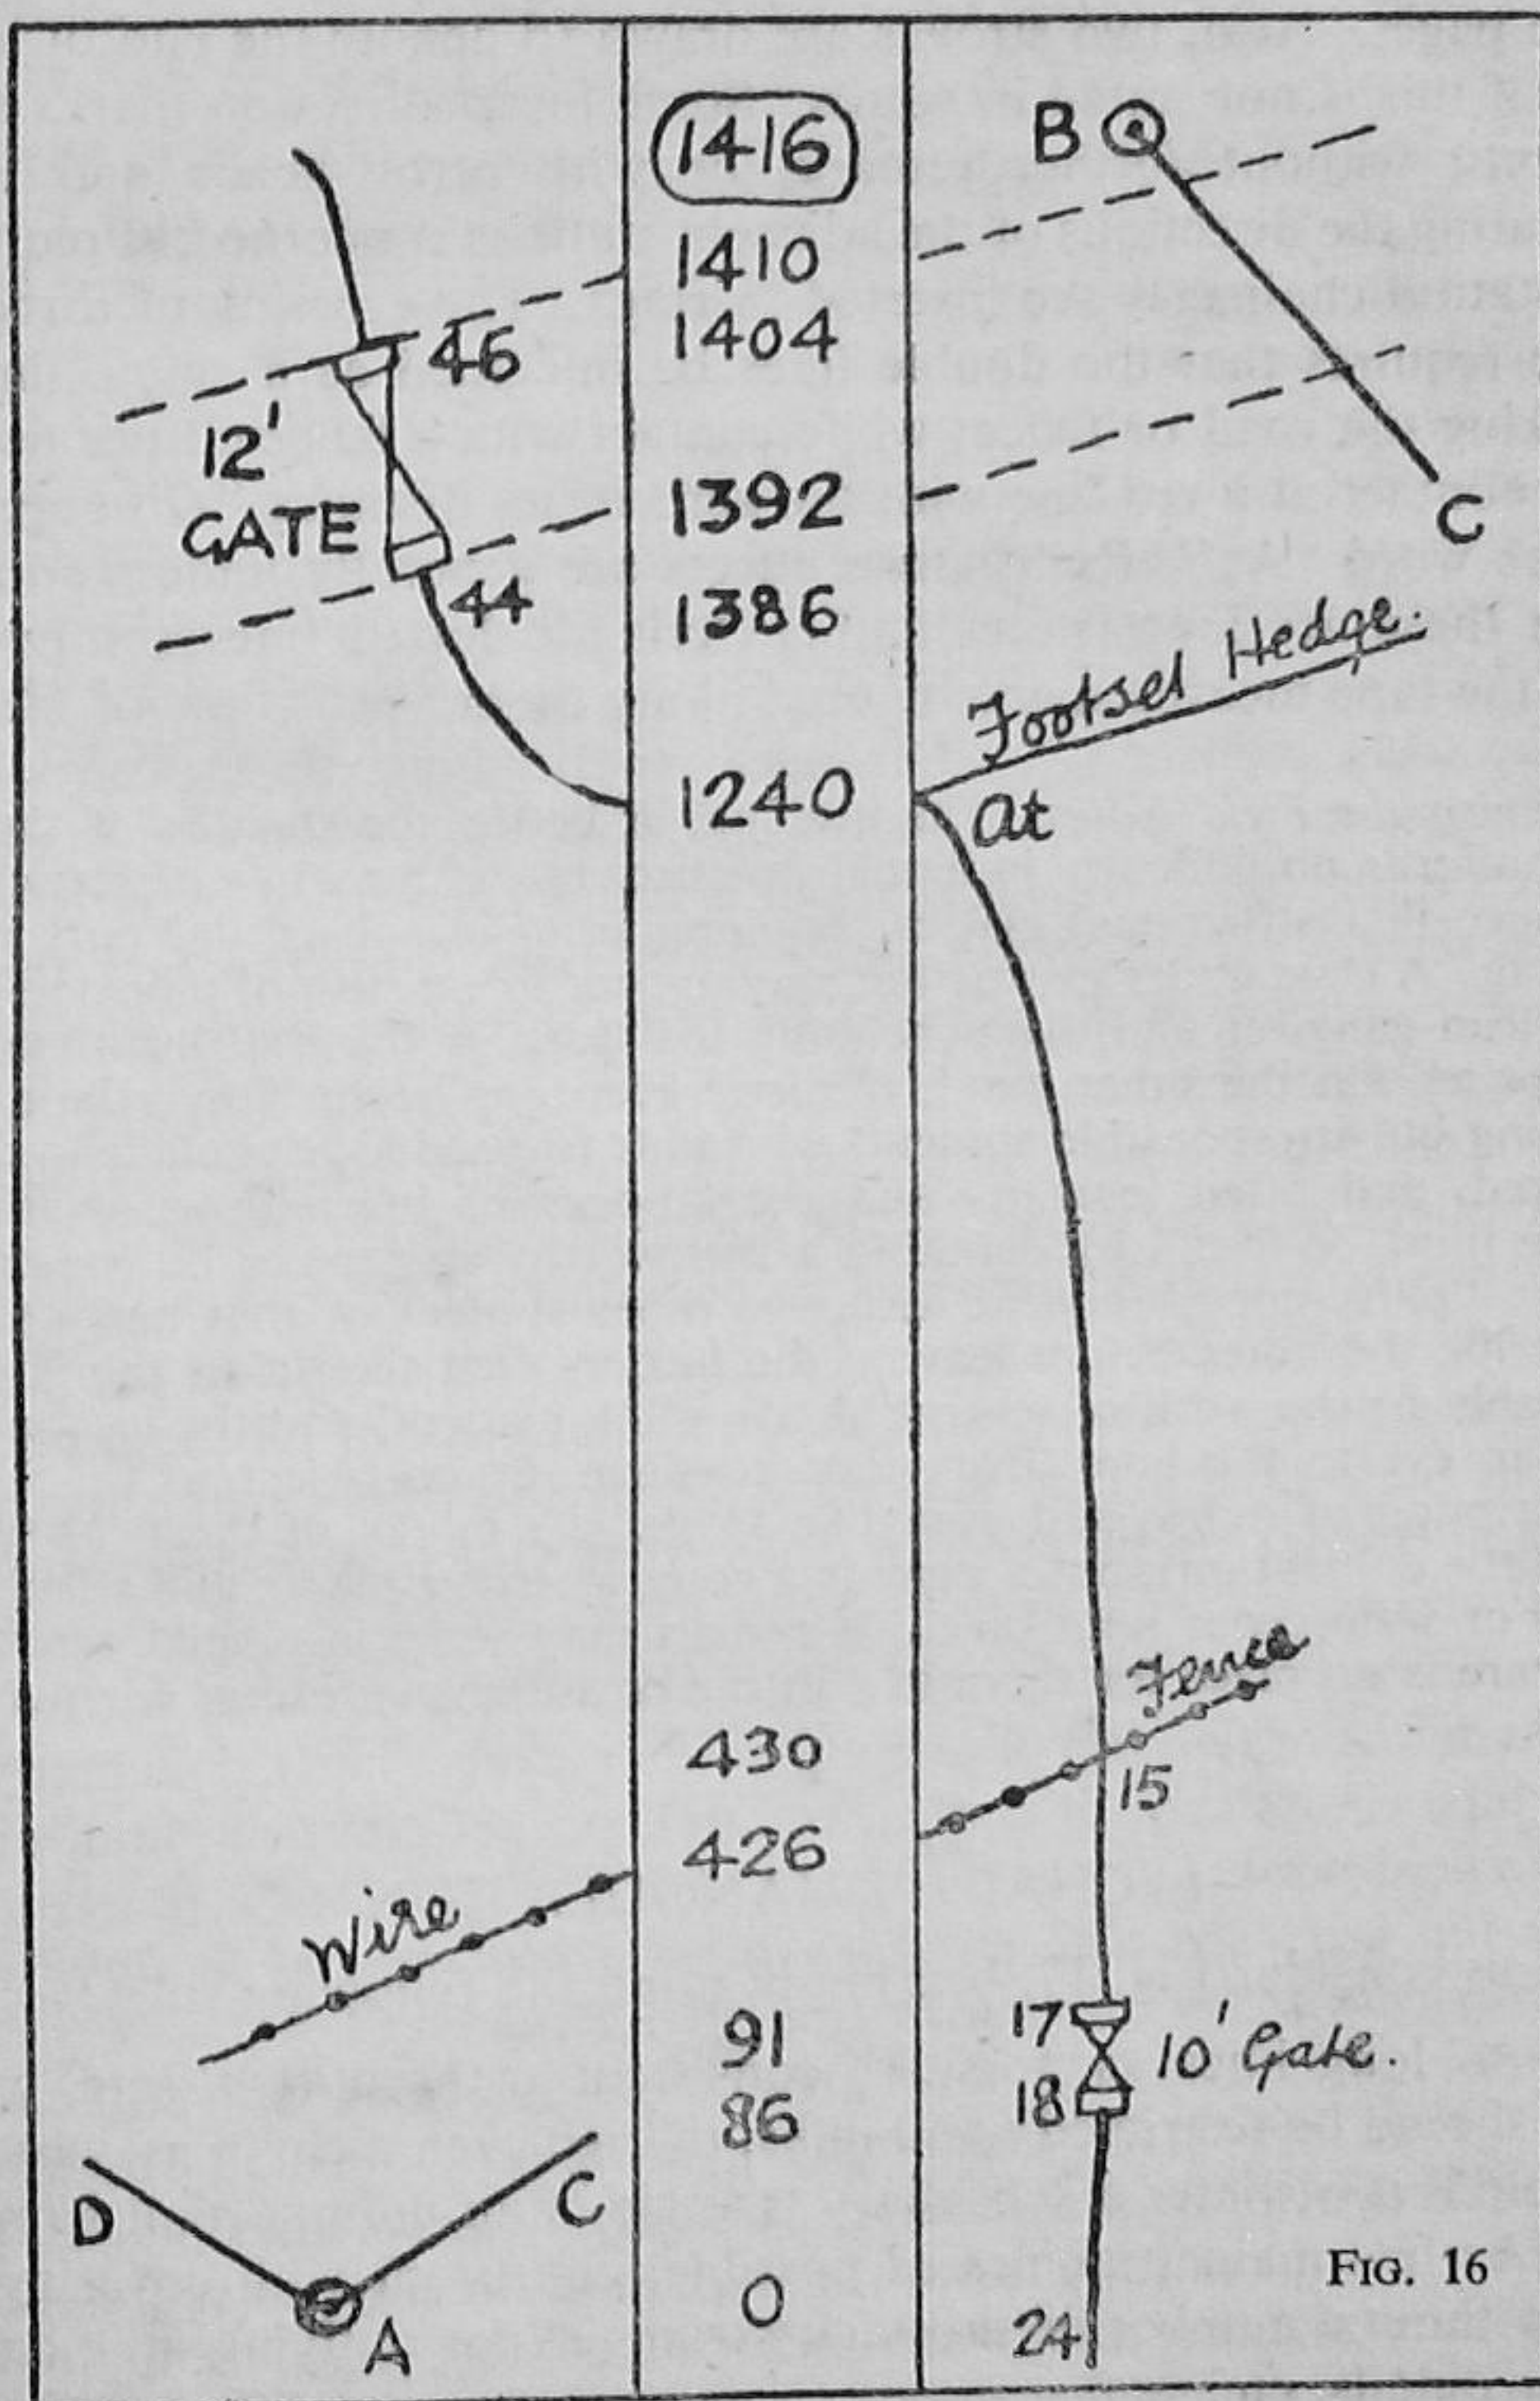 1416 B
1410
46 1404
12'
GATE 1392 C
44 1386
Footset Hedge.
1240 At
Fence
430 15
Wire 426
91 17 10' Gate.
86 18
D C
A 0 24
FIG. 16